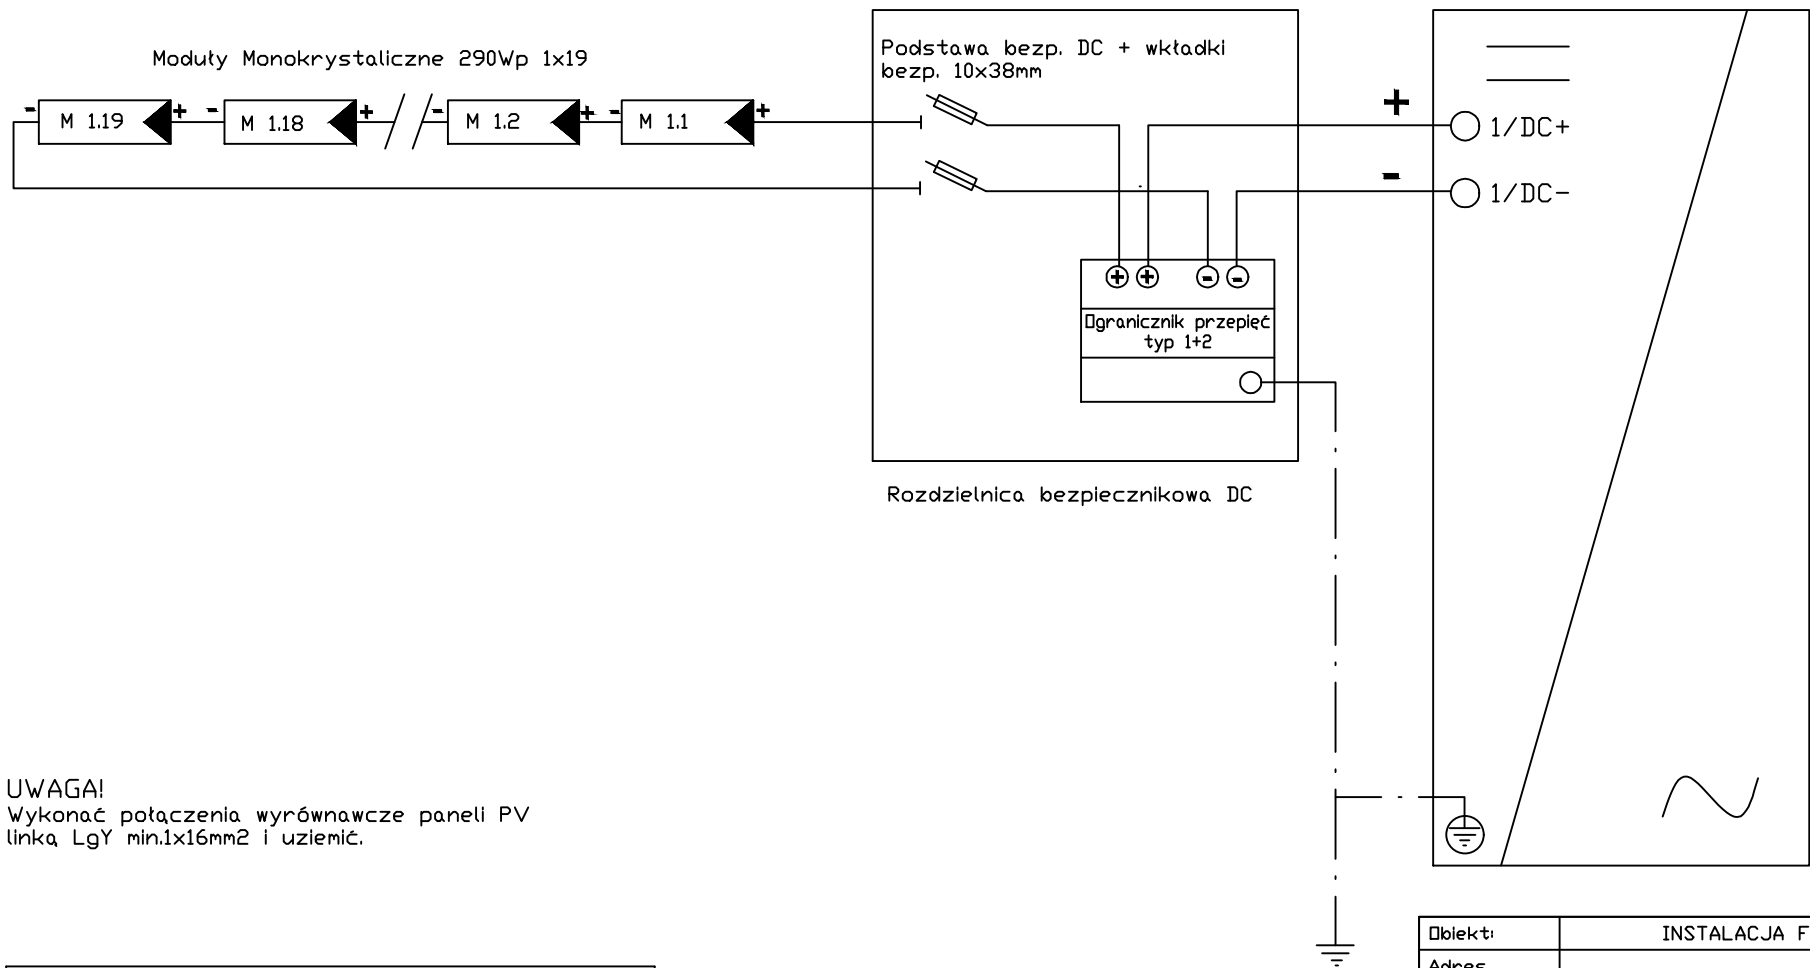 Moduły Monokrystaliczne 290Wp 1x19
- M 1.19 + - M 1.18 + - M 1.2 + - M 1.1 +
Podstawa bezp. DC + wkładki
bezp. 10x38mm
+ 1/DC+
- 1/DC-
+ + - -
Ogranicznik przepięć
typ 1+2
Rozdzielnica bezpiecznikowa DC
UWAGA!
Wykonać połączenia wyrównawcze paneli PV
linką LgY min.1x16mm2 i uziemić.
Obiekt: INSTALACJA F
Adres